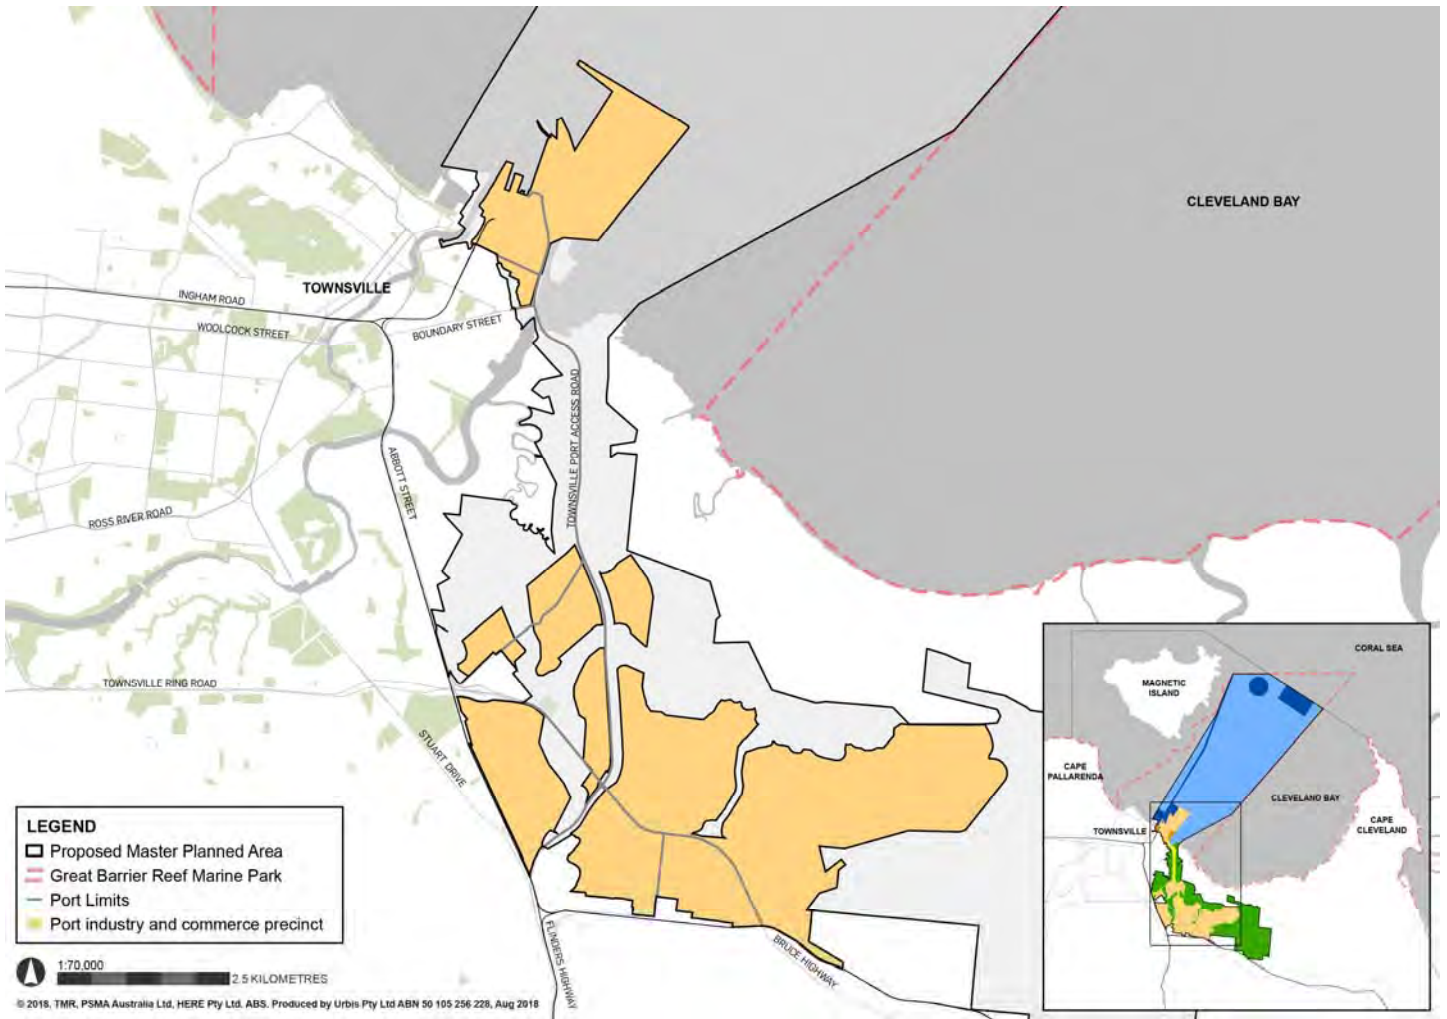 CLEVELAND BAY
TOWNSVILLE
INGHAM ROAD
WOOLCOCK STREET
BOUNDARY STREET
TOWNSVILLE PORT ACCESS ROAD
ABBOTT STREET
ROSS RIVER ROAD
TOWNSVILLE RING ROAD
STUART DRIVE
FLINDERS HIGHWAY
BRUCE HIGHWAY
CORAL SEA
MAGNETIC
ISLAND
CAPE
PALLARENDA
CLEVELAND BAY
TOWNSVILLE
CAPE
CLEVELAND
LEGEND
Proposed Master Planned Area
Great Barrier Reef Marine Park
Port Limits
Port industry and commerce precinct
1:70,000
2.5 KILOMETRES
© 2018, TMR, PSMA Australia Ltd, HERE Pty Ltd. ABS. Produced by Urbis Pty Ltd ABN 50 105 256 228, Aug 2018